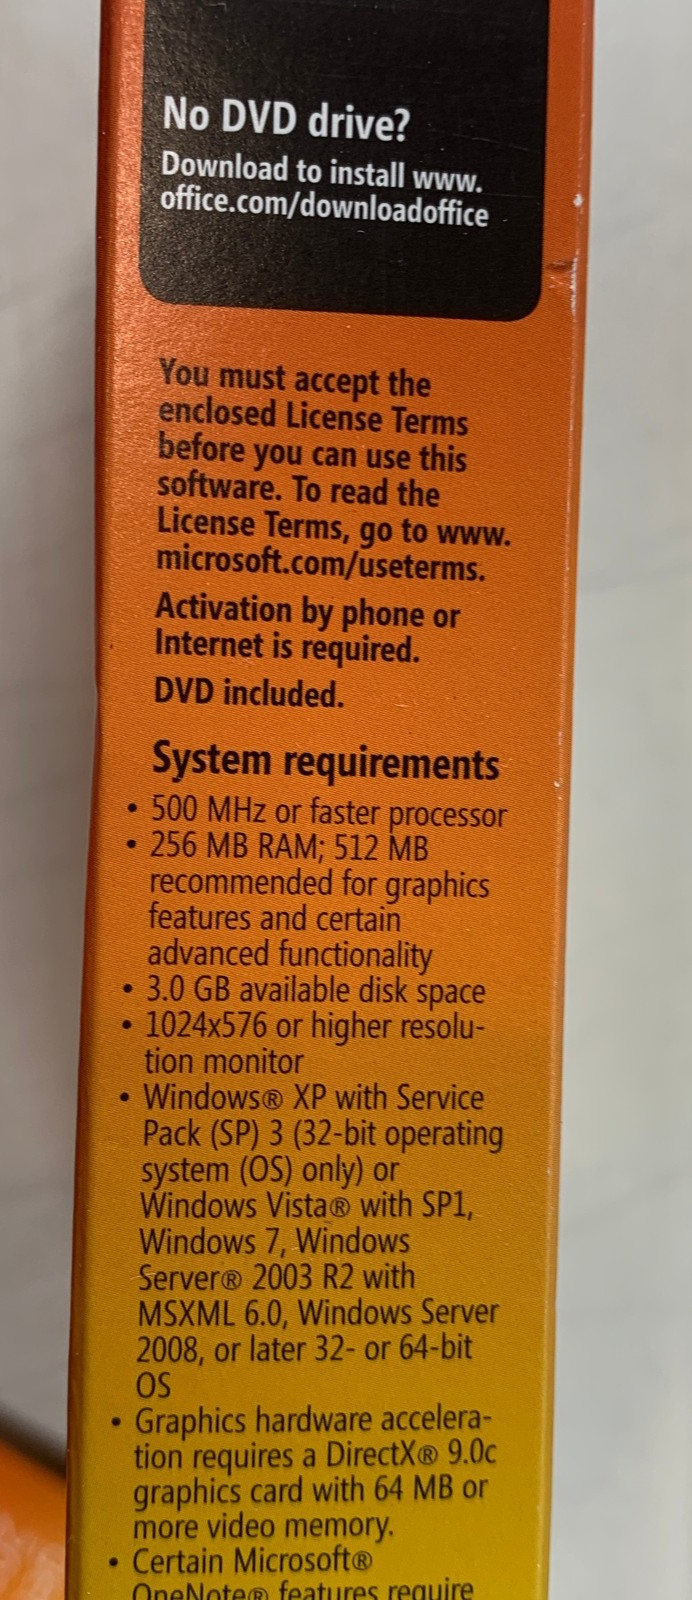 No DVD drive?
Download to install www.
office.com/downloadoffice
You must accept the
enclosed License Terms
before you can use this
software. To read the
License Terms, go to www.
microsoft.com/useterms.
Activation by phone or
Internet is required.
DVD included.
System requirements
• 500 MHz or faster processor
• 256 MB RAM; 512 MB
recommended for graphics
features and certain
advanced functionality
• 3.0 GB available disk space
• 1024x576 or higher resolu-
tion monitor
• Windows® XP with Service
Pack (SP) 3 (32-bit operating
system (OS) only) or
Windows Vista® with SP1,
Windows 7, Windows
Server® 2003 R2 with
MSXML 6.0, Windows Server
2008, or later 32- or 64-bit
OS
• Graphics hardware accelera-
tion requires a DirectX® 9.0c
graphics card with 64 MB or
more video memory.
• Certain Microsoft®
OneNote® features require